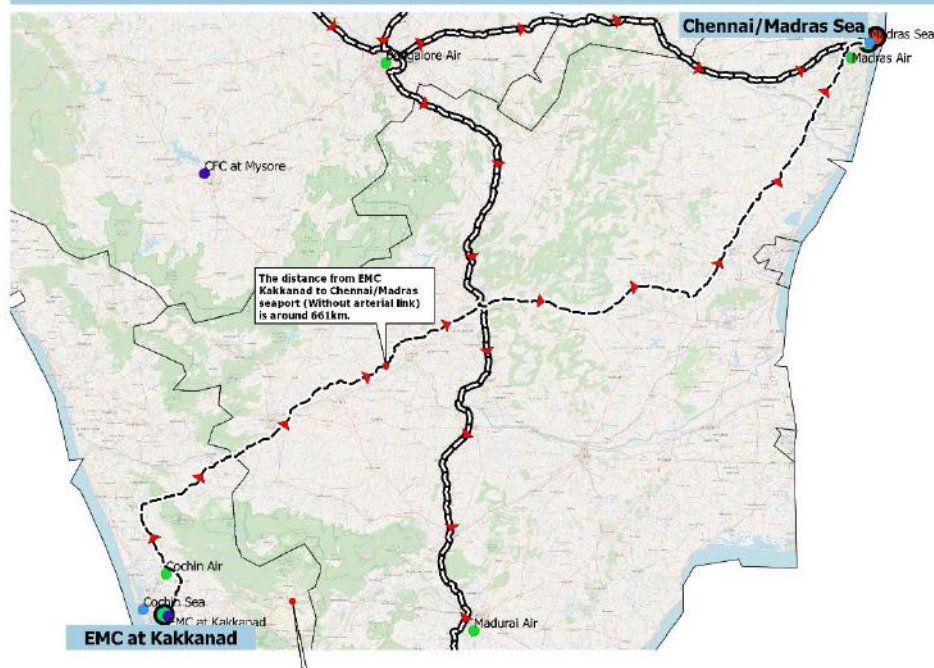 Chennai/Madras Sea
Madras Sea
Bangalore Air
Madras Air
CFC at Mysore
The distance from EMC
Kakkanad to Chennai/Madras
seaport (Without arterial link)
is around 661km.
Cochin Air
Cochin Sea
EMC at Kakkanad
Madurai Air
EMC at Kakkanad